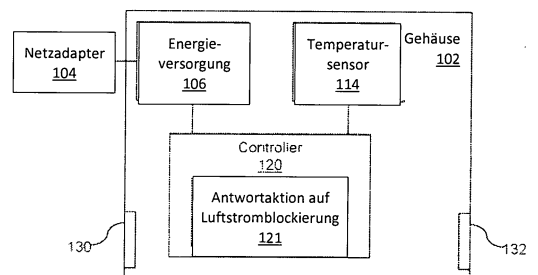 Netzadapter
104
Energie-
versorgung
106
Temperatur-
sensor
114
Gehäuse
102
Controller
120
Antwortaktion auf
Luftstromblockierung
121
130
132